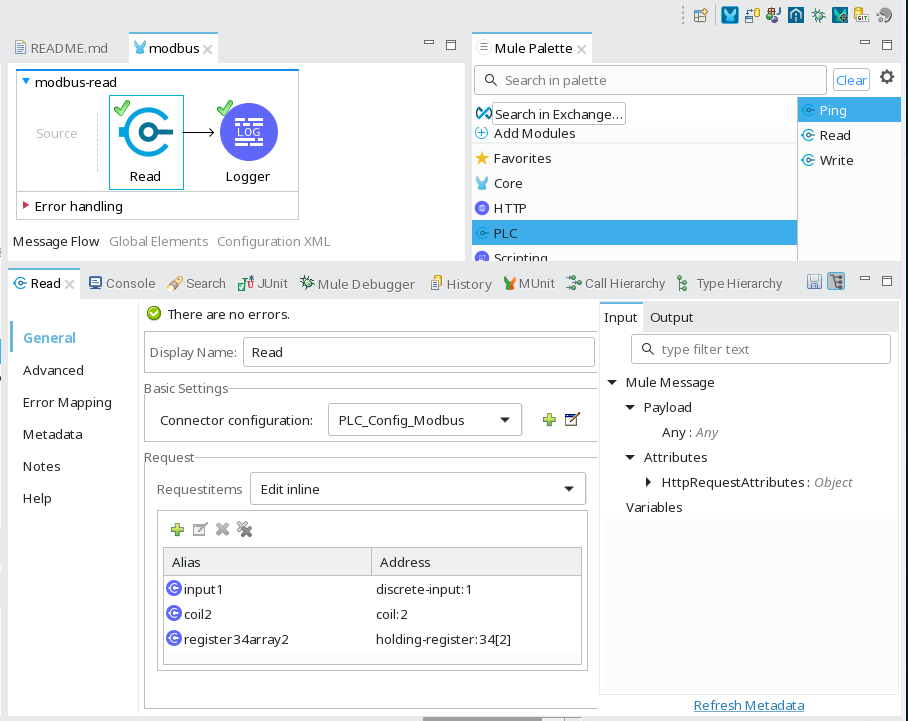 README.md
modbus
modbus-read
Source
Read
LOG
Logger
Error handling
Message Flow Global Elements Configuration XML
Mule Palette
Search in palette
Clear
Search in Exchange...
Add Modules
Favorites
Core
HTTP
PLC
Scripting
Ping
Read
Write
Read Console Search JUnit Mule Debugger History MUnit Call Hierarchy Type Hierarchy
General
Advanced
Error Mapping
Metadata
Notes
Help
There are no errors.
Display Name: Read
Basic Settings
Connector configuration: PLC_Config_Modbus
Request
Requestitems Edit inline
Alias Address
input1 discrete-input:1
coil2 coil:2
register34array2 holding-register:34[2]
Input Output
type filter text
Mule Message
Payload
Any : Any
Attributes
HttpRequestAttributes : Object
Variables
Refresh Metadata